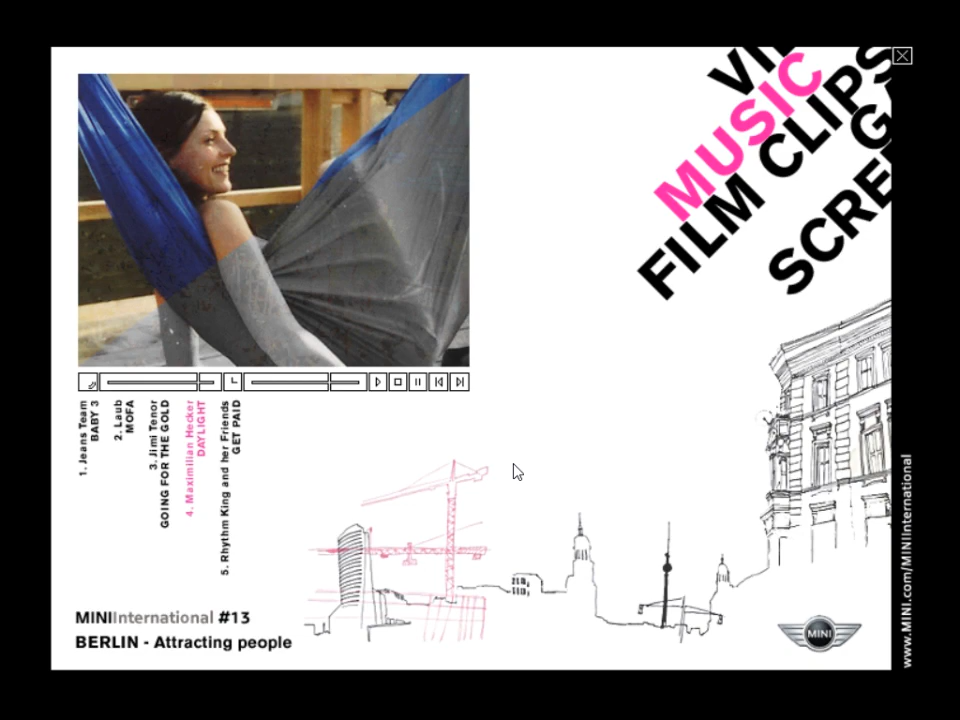 VI
MUSIC
FILM CLIPS
GA
SCREE
1. Jeans Team
BABY 3
2. Laub
MOFA
3. Jimi Tenor
GOING FOR THE GOLD
4. Maximilian Hecker
DAYLIGHT
5. Rhythm King and her Friends
GET PAID
MINIInternational #13
BERLIN - Attracting people
MINI
www.MINI.com/MINIInternational